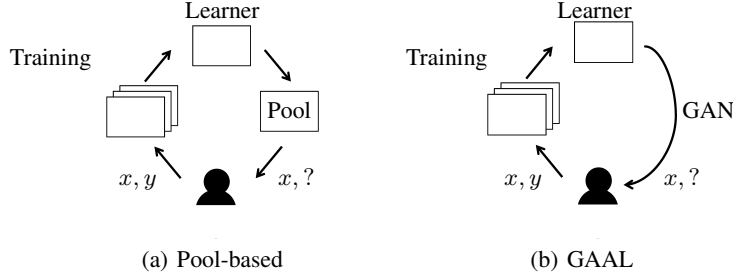 Learner
Training
Pool
x, y
x, ?
(a) Pool-based
Learner
Training
GAN
x, y
x, ?
(b) GAAL